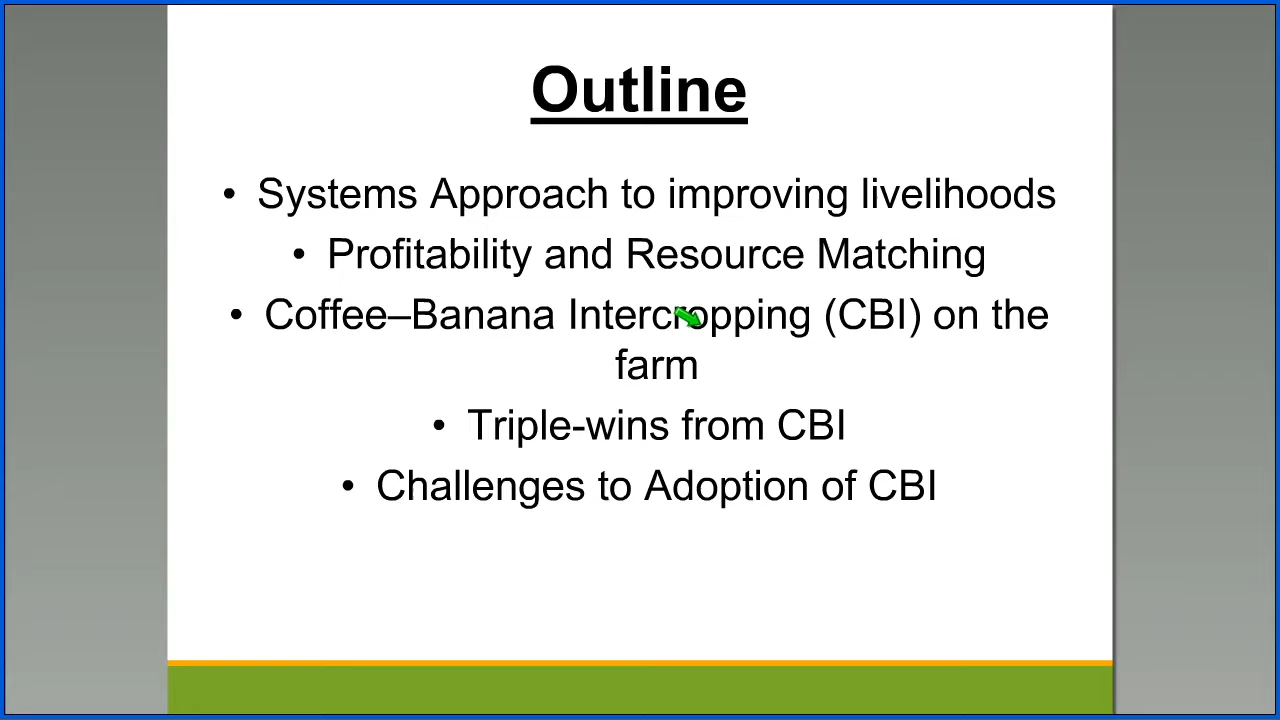 Outline
• Systems Approach to improving livelihoods
• Profitability and Resource Matching
• Coffee–Banana Intercropping (CBI) on the
farm
• Triple-wins from CBI
• Challenges to Adoption of CBI